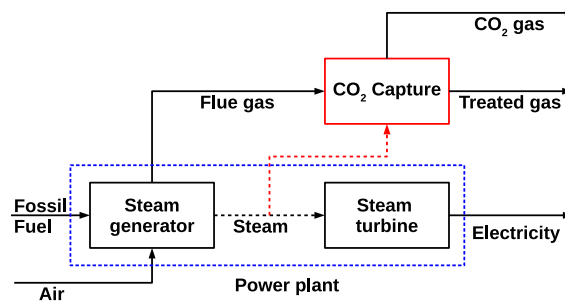 CO₂ gas
Flue gas
CO₂ Capture
Treated gas
Fossil
Fuel
Steam
generator
Steam
Steam
turbine
Electricity
Air
Power plant